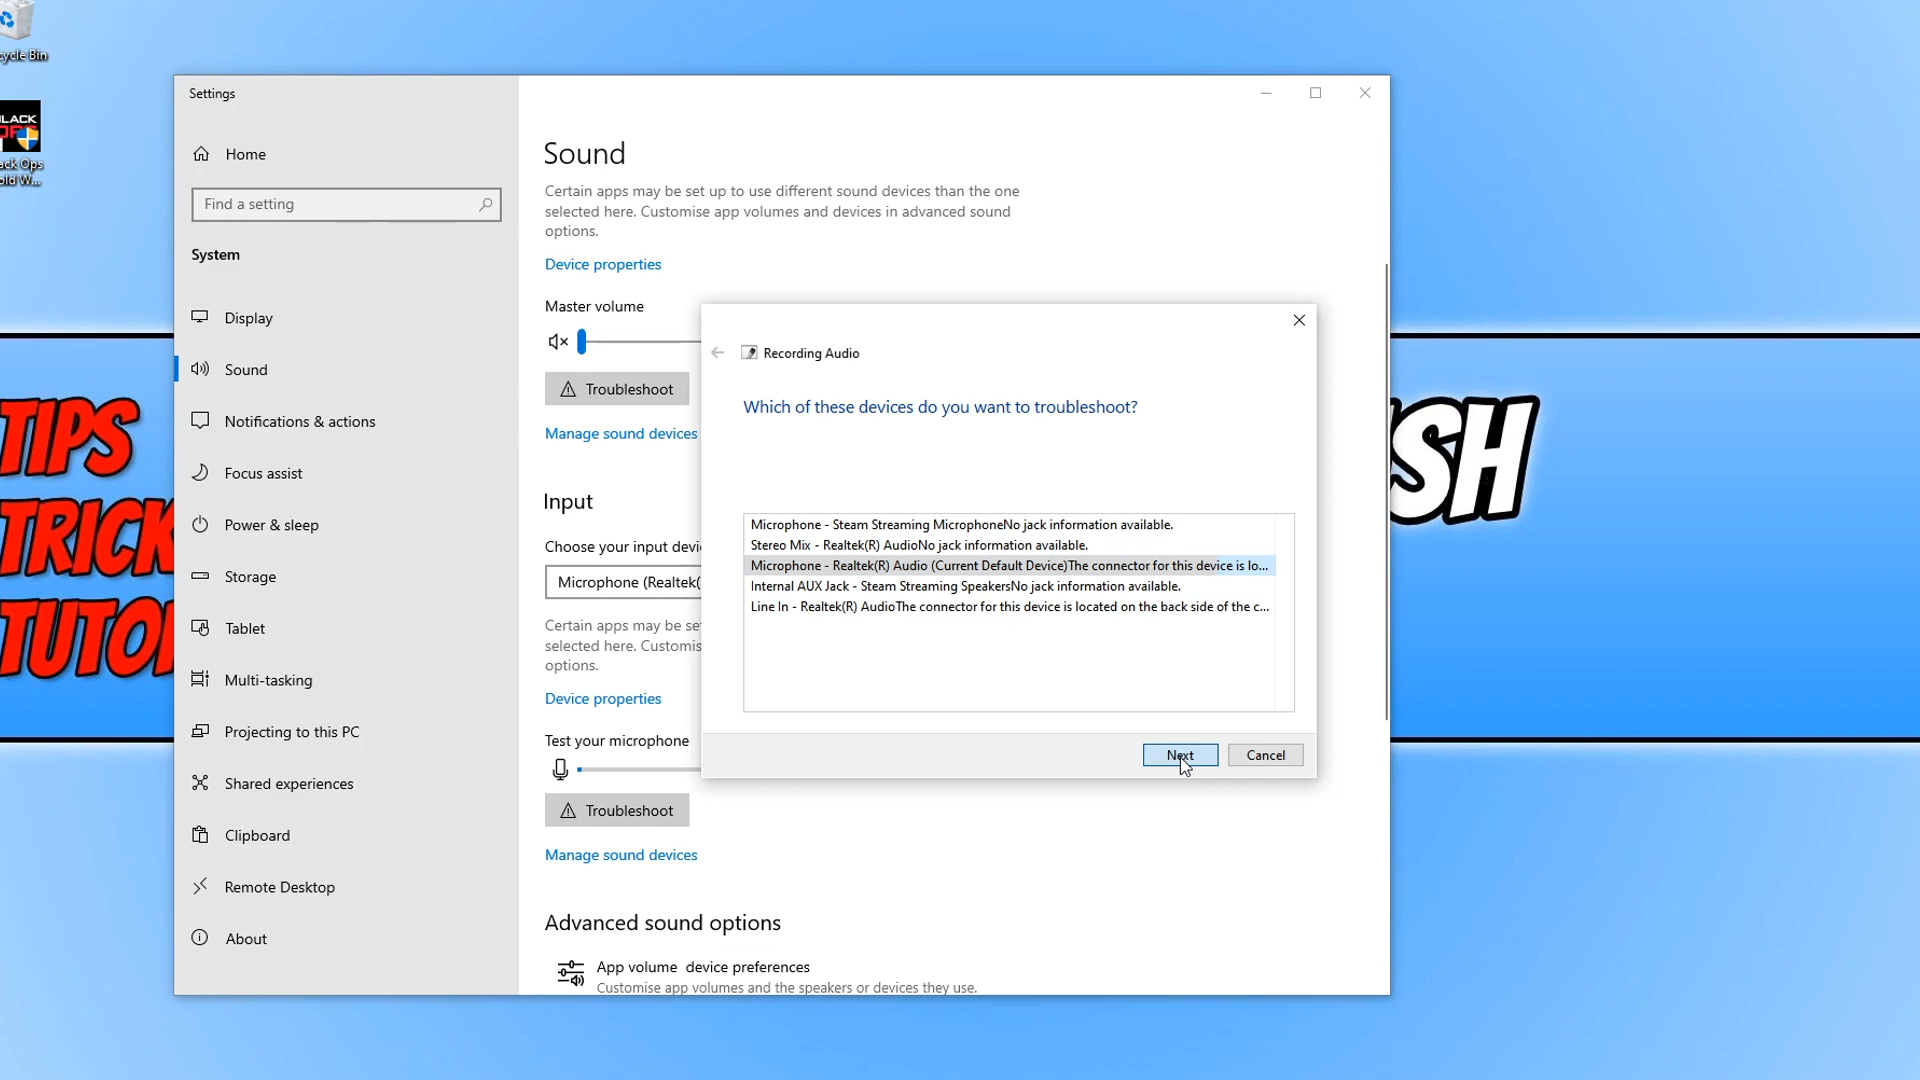 cycle Bin
BLACK
OPS
ack Ops
old W...
TIPS
TRICK
TUTOR
SH
Settings
Home
Find a setting
System
Display
Sound
Notifications & actions
Focus assist
Power & sleep
Storage
Tablet
Multi-tasking
Projecting to this PC
Shared experiences
Clipboard
Remote Desktop
About
Sound
Certain apps may be set up to use different sound devices than the one
selected here. Customise app volumes and devices in advanced sound
options.
Device properties
Master volume
Troubleshoot
Manage sound devices
Input
Choose your input devi
Microphone (Realtek(
Certain apps may be se
selected here. Customis
options.
Device properties
Test your microphone
Troubleshoot
Manage sound devices
Advanced sound options
App volume  device preferences
Customise app volumes and the speakers or devices they use.
Recording Audio
Which of these devices do you want to troubleshoot?
Microphone - Steam Streaming MicrophoneNo jack information available.
Stereo Mix - Realtek(R) AudioNo jack information available.
Microphone - Realtek(R) Audio (Current Default Device)The connector for this device is lo...
Internal AUX Jack - Steam Streaming SpeakersNo jack information available.
Line In - Realtek(R) AudioThe connector for this device is located on the back side of the c...
Next
Cancel